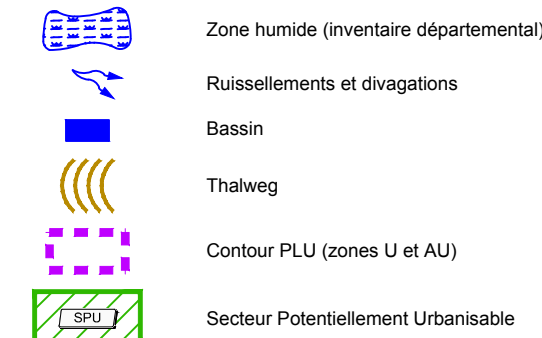 Zone humide (inventaire départemental)
Ruissellements et divagations
Bassin
Thalweg
Contour PLU (zones U et AU)
SPU Secteur Potentiellement Urbanisable